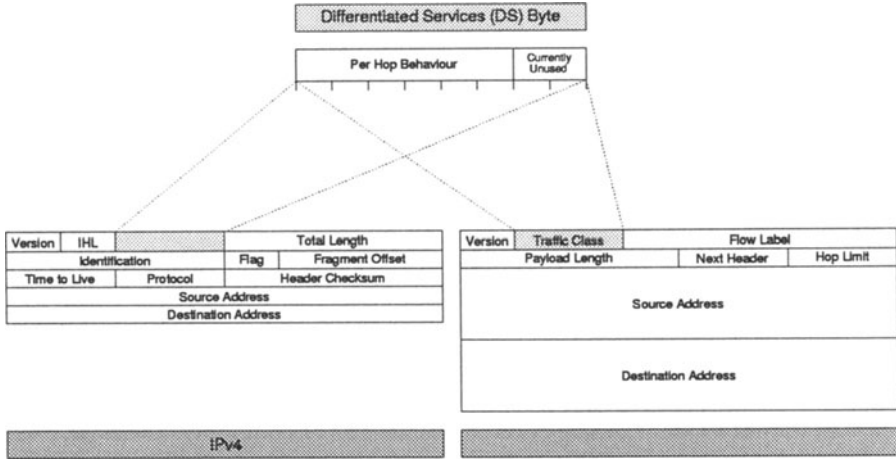 Differentiated Services (DS) Byte
Per Hop Behaviour
Currently Unused
Version IHL Total Length
Identification Flag Fragment Offset
Time to Live Protocol Header Checksum
Source Address
Destination Address
IPv4
Version Traffic Class Flow Label
Payload Length Next Header Hop Limit
Source Address
Destination Address